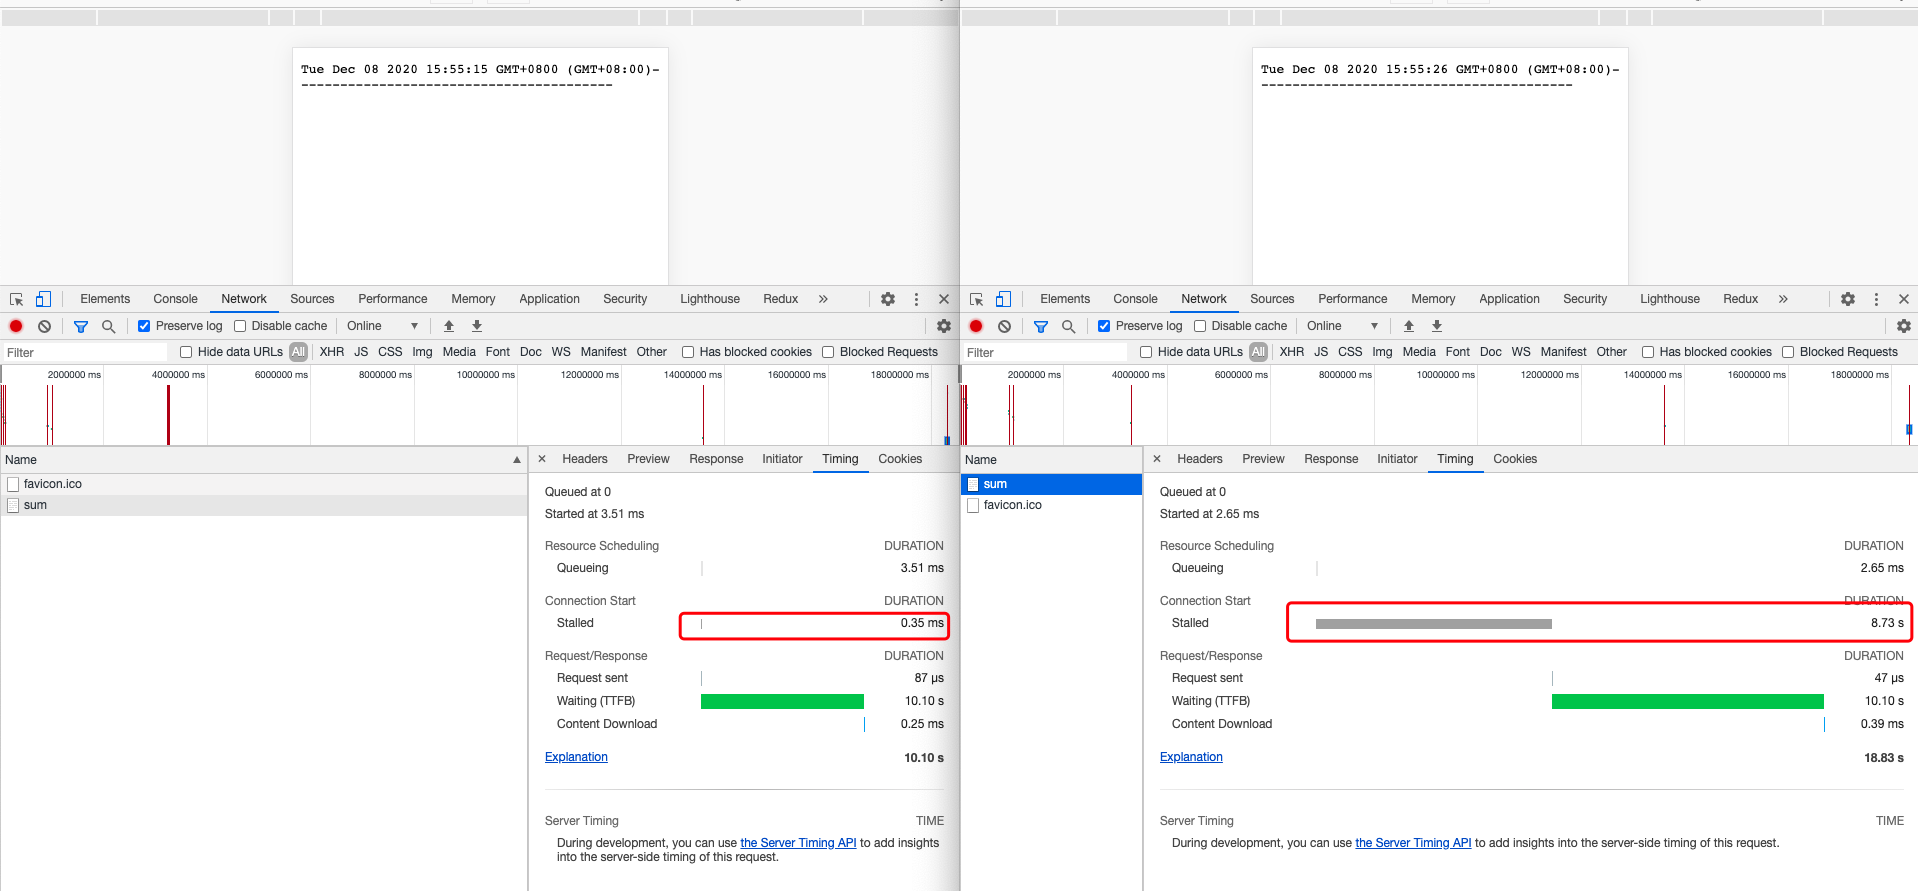 Tue Dec 08 2020 15:55:15 GMT+0800 (GMT+08:00)-
----------------------------------------
Elements Console Network Sources Performance Memory Application Security Lighthouse Redux »
Preserve log Disable cache Online
Filter Hide data URLs All XHR JS CSS Img Media Font Doc WS Manifest Other Has blocked cookies Blocked Requests
2000000 ms 4000000 ms 6000000 ms 8000000 ms 10000000 ms 12000000 ms 14000000 ms 16000000 ms 18000000 ms
Name
favicon.ico
sum
Headers Preview Response Initiator Timing Cookies
Queued at 0
Started at 3.51 ms
Resource Scheduling DURATION
Queueing 3.51 ms
Connection Start DURATION
Stalled 0.35 ms
Request/Response DURATION
Request sent 87 µs
Waiting (TTFB) 10.10 s
Content Download 0.25 ms
Explanation 10.10 s
Server Timing TIME
During development, you can use the Server Timing API to add insights
into the server-side timing of this request.
Tue Dec 08 2020 15:55:26 GMT+0800 (GMT+08:00)-
----------------------------------------
Elements Console Network Sources Performance Memory Application Security Lighthouse Redux »
Preserve log Disable cache Online
Filter Hide data URLs All XHR JS CSS Img Media Font Doc WS Manifest Other Has blocked cookies Blocked Requests
2000000 ms 4000000 ms 6000000 ms 8000000 ms 10000000 ms 12000000 ms 14000000 ms 16000000 ms 18000000 ms
Name
sum
favicon.ico
Headers Preview Response Initiator Timing Cookies
Queued at 0
Started at 2.65 ms
Resource Scheduling DURATION
Queueing 2.65 ms
Connection Start DURATION
Stalled 8.73 s
Request/Response DURATION
Request sent 47 µs
Waiting (TTFB) 10.10 s
Content Download 0.39 ms
Explanation 18.83 s
Server Timing TIME
During development, you can use the Server Timing API to add insights into the server-side timing of this request.